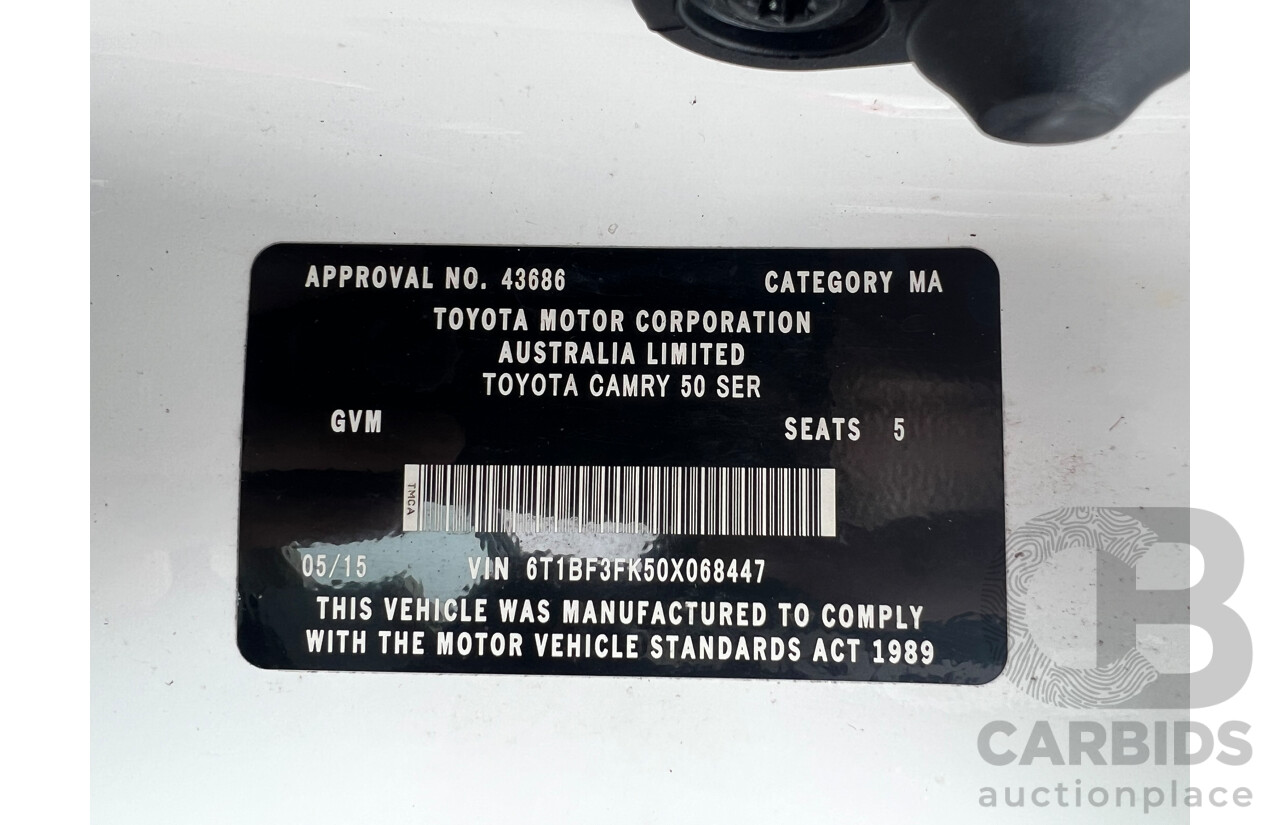 APPROVAL NO. 43686 CATEGORY MA
TOYOTA MOTOR CORPORATION
AUSTRALIA LIMITED
TOYOTA CAMRY 50 SER
GVM SEATS 5
TMCA
05/15 VIN 6T1BF3FK50X068447
THIS VEHICLE WAS MANUFACTURED TO COMPLY
WITH THE MOTOR VEHICLE STANDARDS ACT 1989
CB
CARBIDS
auctionplace